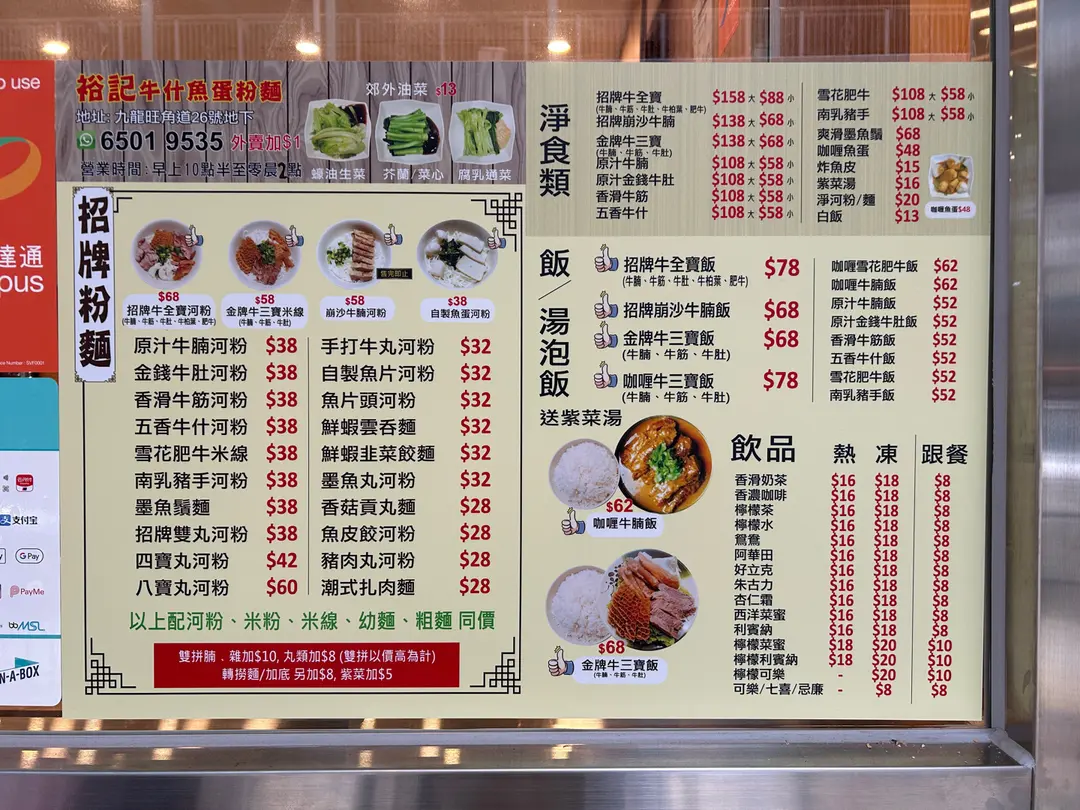 o use
達通
pus
支付宝
G Pay
PayMe
MSL
N-A-BOX
裕記牛什魚蛋粉麵
地址: 九龍旺角道26號地下
6501 9535 外賣加$1
營業時間:早上10點半至零晨2點
郊外油菜 $13
蠔油生菜 芥蘭/菜心 腐乳通菜
招牌粉麵
$68
招牌牛全寶河粉
(牛腩、牛筋、牛肚、牛柏葉、肥牛)
$58
金牌牛三寶米線
(牛腩、牛筋、牛肚)
售完即止
$58
崩沙牛腩河粉
$38
自製魚蛋河粉
原汁牛腩河粉 $38
金錢牛肚河粉 $38
香滑牛筋河粉 $38
五香牛什河粉 $38
雪花肥牛米線 $38
南乳豬手河粉 $38
墨魚鬚麵 $38
招牌雙丸河粉 $38
四寶丸河粉 $42
八寶丸河粉 $60
手打牛丸河粉 $32
自製魚片河粉 $32
魚片頭河粉 $32
鮮蝦雲吞麵 $32
鮮蝦韭菜餃麵 $32
墨魚丸河粉 $32
香菇貢丸麵 $28
魚皮餃河粉 $28
豬肉丸河粉 $28
潮式扎肉麵 $28
以上配河粉、米粉、米線、幼麵、粗麵 同價
雙拼腩﹑雜加$10, 丸類加$8 (雙拼以價高為計)
轉撈麵/加底 另加$8, 紫菜加$5
淨食類
招牌牛全寶 $158 大 $88 小
(牛腩、牛筋、牛肚、牛柏葉、肥牛)
招牌崩沙牛腩 $138 大 $68 小
金牌牛三寶 $138 大 $68 小
(牛腩、牛筋、牛肚)
原汁牛腩 $108 大 $58 小
原汁金錢牛肚 $108 大 $58 小
香滑牛筋 $108 大 $58 小
五香牛什 $108 大 $58 小
雪花肥牛 $108 大 $58 小
南乳豬手 $108 大 $58 小
爽滑墨魚鬚 $68
咖喱魚蛋 $48
炸魚皮 $15
紫菜湯 $16
淨河粉/麵 $20
白飯 $13
咖喱魚蛋$48
飯/湯泡飯
招牌牛全寶飯 $78
(牛腩、牛筋、牛肚、牛柏葉、肥牛)
招牌崩沙牛腩飯 $68
金牌牛三寶飯 $68
(牛腩、牛筋、牛肚)
咖喱牛三寶飯 $78
(牛腩、牛筋、牛肚)
送紫菜湯
咖喱雪花肥牛飯 $62
咖喱牛腩飯 $62
原汁牛腩飯 $52
原汁金錢牛肚飯 $52
香滑牛筋飯 $52
五香牛什飯 $52
雪花肥牛飯 $52
南乳豬手飯 $52
$62
咖喱牛腩飯
$68
金牌牛三寶飯
(牛腩、牛筋、牛肚)
飲品 熱 凍 跟餐
香滑奶茶 $16 $18 $8
香濃咖啡 $16 $18 $8
檸檬茶 $16 $18 $8
檸檬水 $16 $18 $8
鴛鴦 $16 $18 $8
阿華田 $16 $18 $8
好立克 $16 $18 $8
朱古力 $16 $18 $8
杏仁霜 $16 $18 $8
西洋菜蜜 $16 $18 $8
利賓納 $16 $18 $8
檸檬菜蜜 $18 $20 $10
檸檬利賓納 $18 $20 $10
檸檬可樂 - $20 $10
可樂/七喜/忌廉 - $8 $8